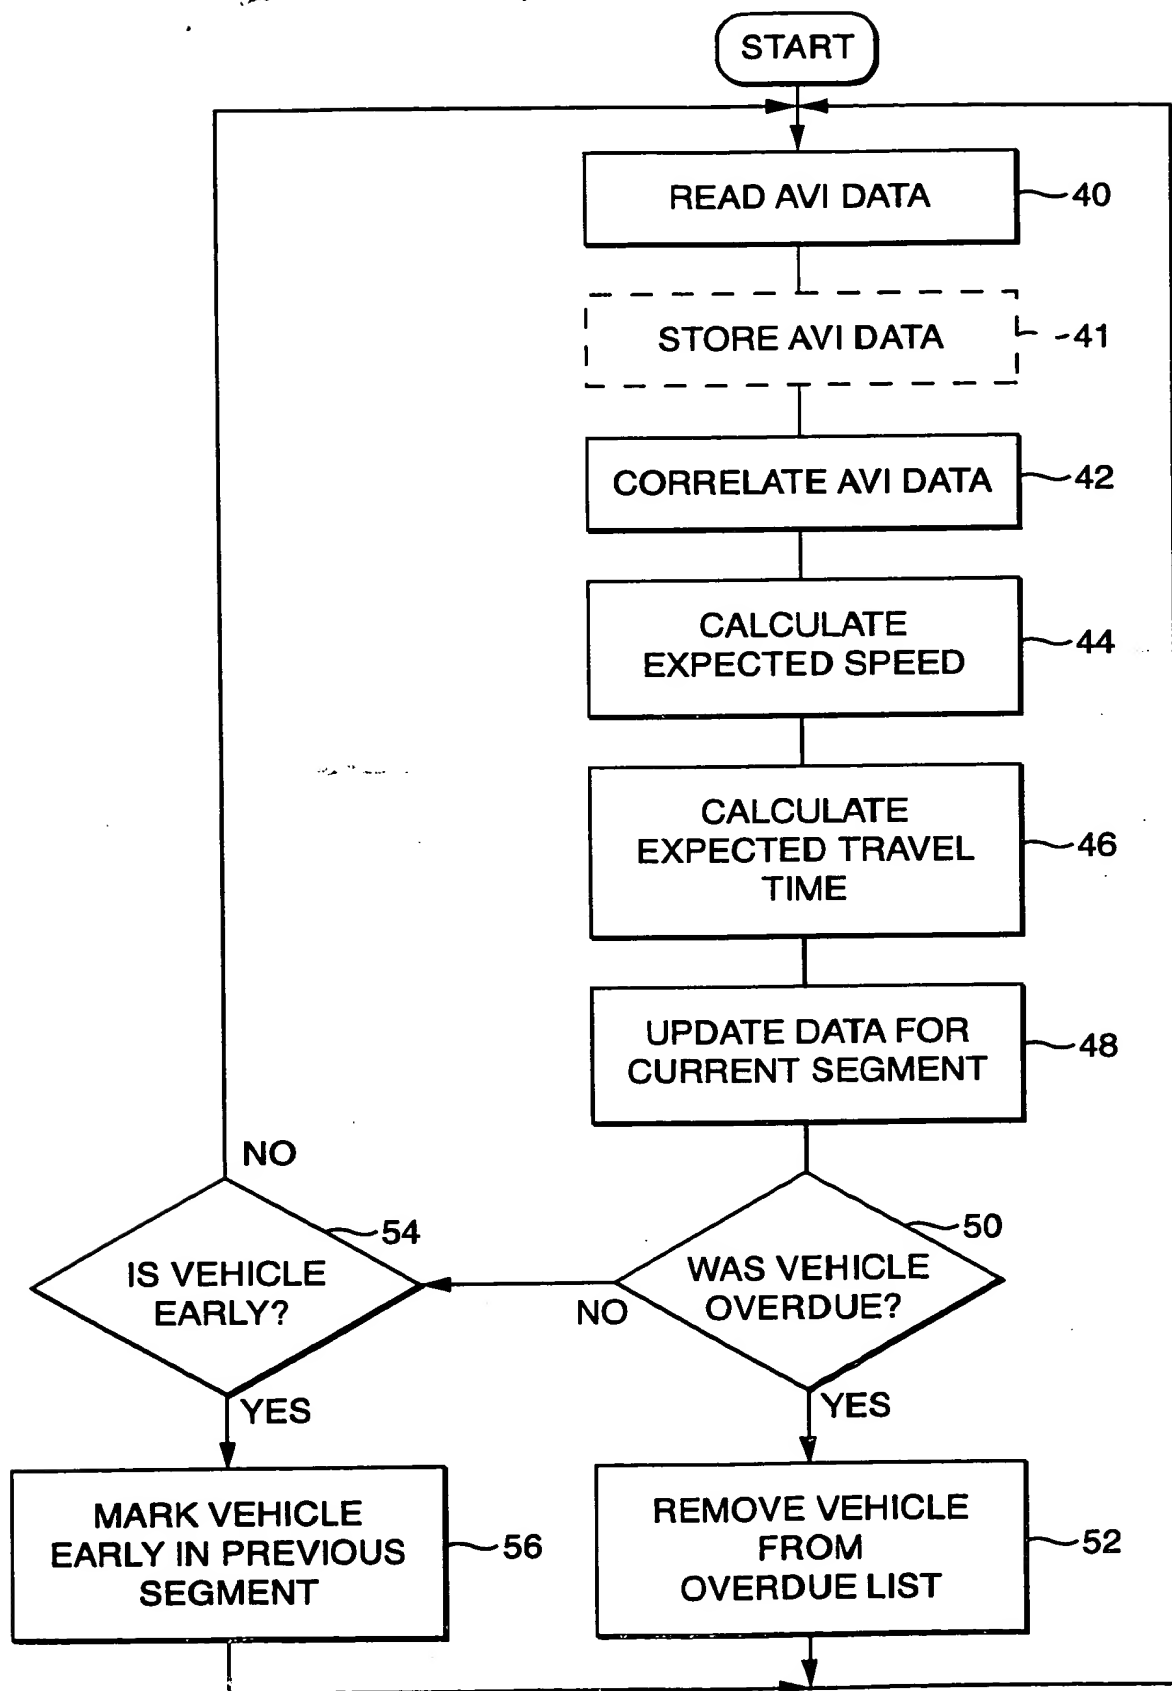 START
READ AVI DATA
40
STORE AVI DATA
41
CORRELATE AVI DATA
42
CALCULATE
EXPECTED SPEED
44
CALCULATE
EXPECTED TRAVEL
TIME
46
UPDATE DATA FOR
CURRENT SEGMENT
48
NO
54
IS VEHICLE
EARLY?
50
WAS VEHICLE
OVERDUE?
NO
YES
YES
MARK VEHICLE
EARLY IN PREVIOUS
SEGMENT
56
REMOVE VEHICLE
FROM
OVERDUE LIST
52